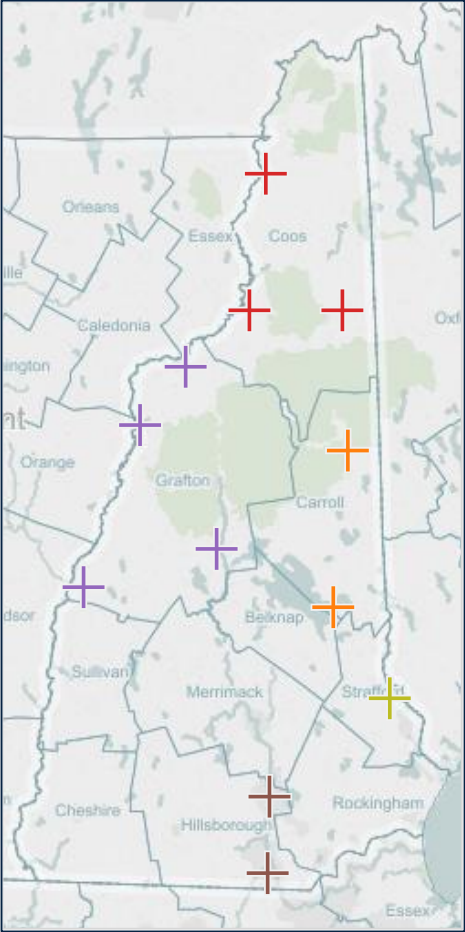 Orleans
Essex
Coos
ille
Caledonia
Oxf
ington
nt
Orange
Grafton
Carroll
dsor
Belknap
Sullivan
Merrimack
Strafford
Cheshire
Rockingham
Hillsborough
Essex